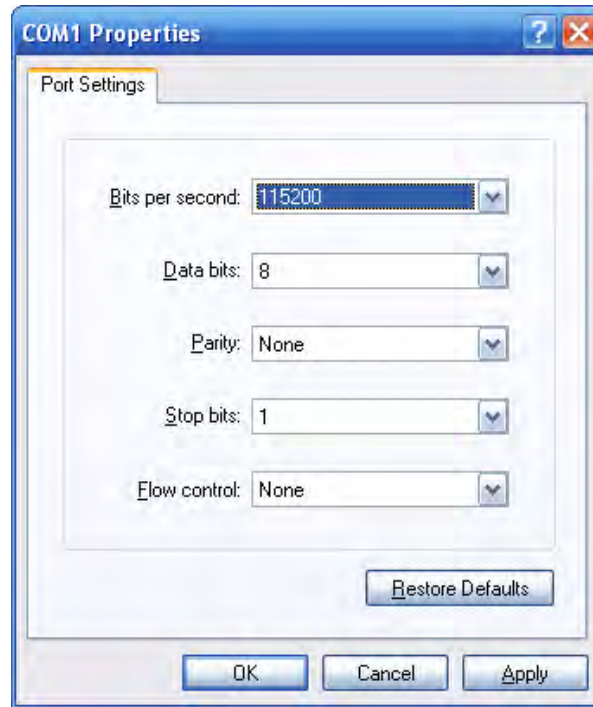 COM1 Properties
Port Settings
Bits per second: 115200
Data bits: 8
Parity: None
Stop bits: 1
Flow control: None
Restore Defaults
OK Cancel Apply